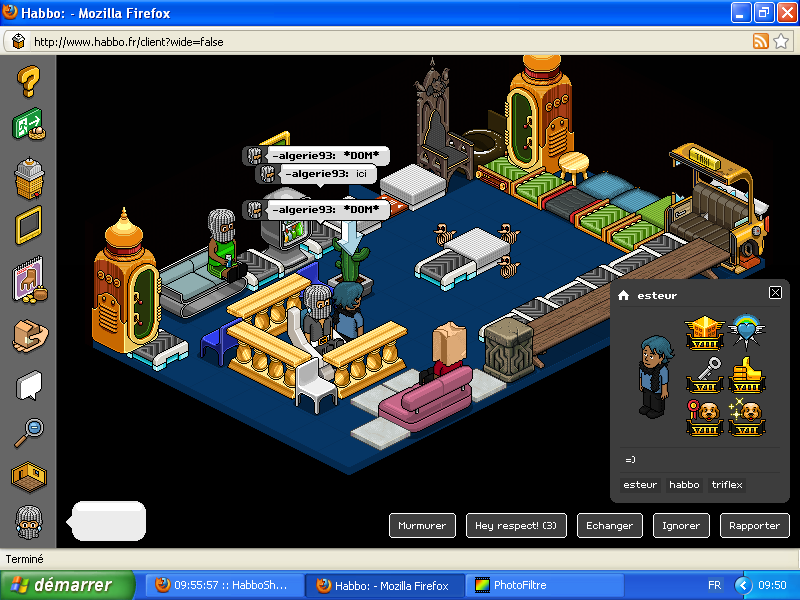 Habbo: - Mozilla Firefox
http://www.habbo.fr/client?wide=false
-algerie93: *DOM*
-algerie93: ici
-algerie93: *DOM*
TAXI
esteur
=)
esteur habbo triflex
Murmurer Hey respect! (3) Echanger Ignorer Rapporter
Terminé
démarrer 09:55:57 :: HabboSh... Habbo: - Mozilla Firefox PhotoFiltre FR 09:50